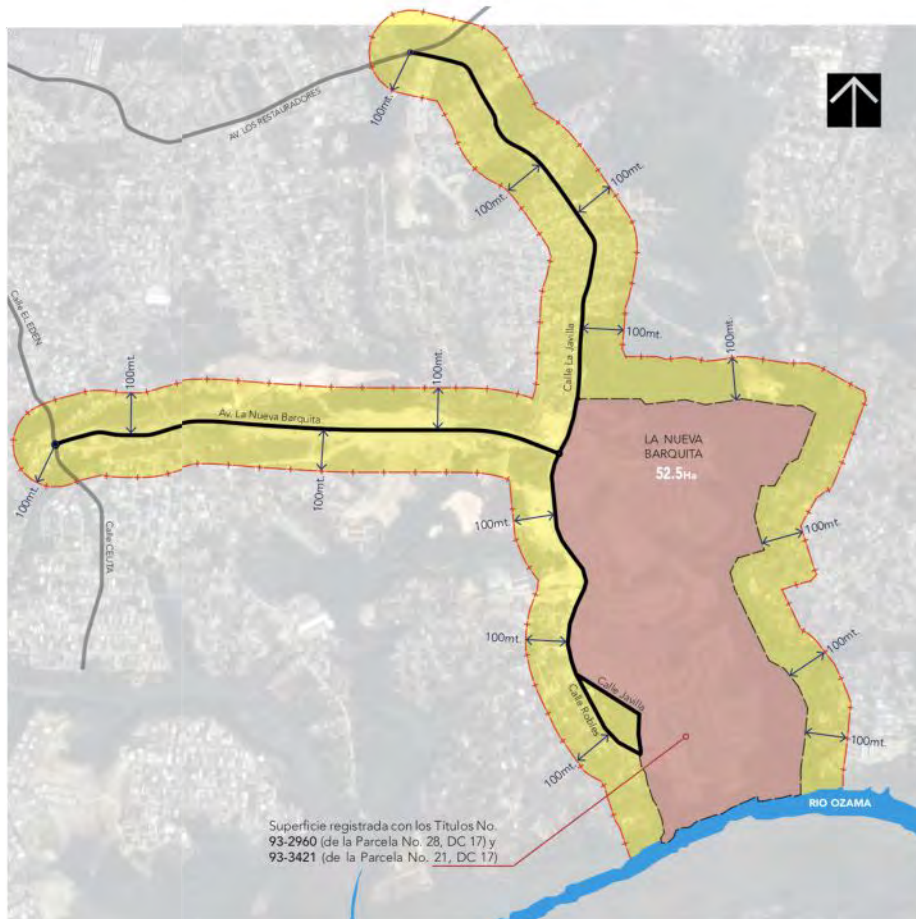 100mt.
AV. LOS RESTAURADORES
100mt.
100mt.
Calle EL EDEN
100mt.
100mt.
100mt.
100mt.
Calle La Javilla
Av. La Nueva Barquita
LA NUEVA
BARQUITA
52.5Ha
100mt.
100mt.
100mt.
100mt.
Calle CEUTA
100mt.
100mt.
Calle Javilla
Calle Robles
100mt.
100mt.
RIO OZAMA
Superficie registrada con los Títulos No.
93-2960 (de la Parcela No. 28, DC 17) y
93-3421 (de la Parcela No. 21, DC 17)